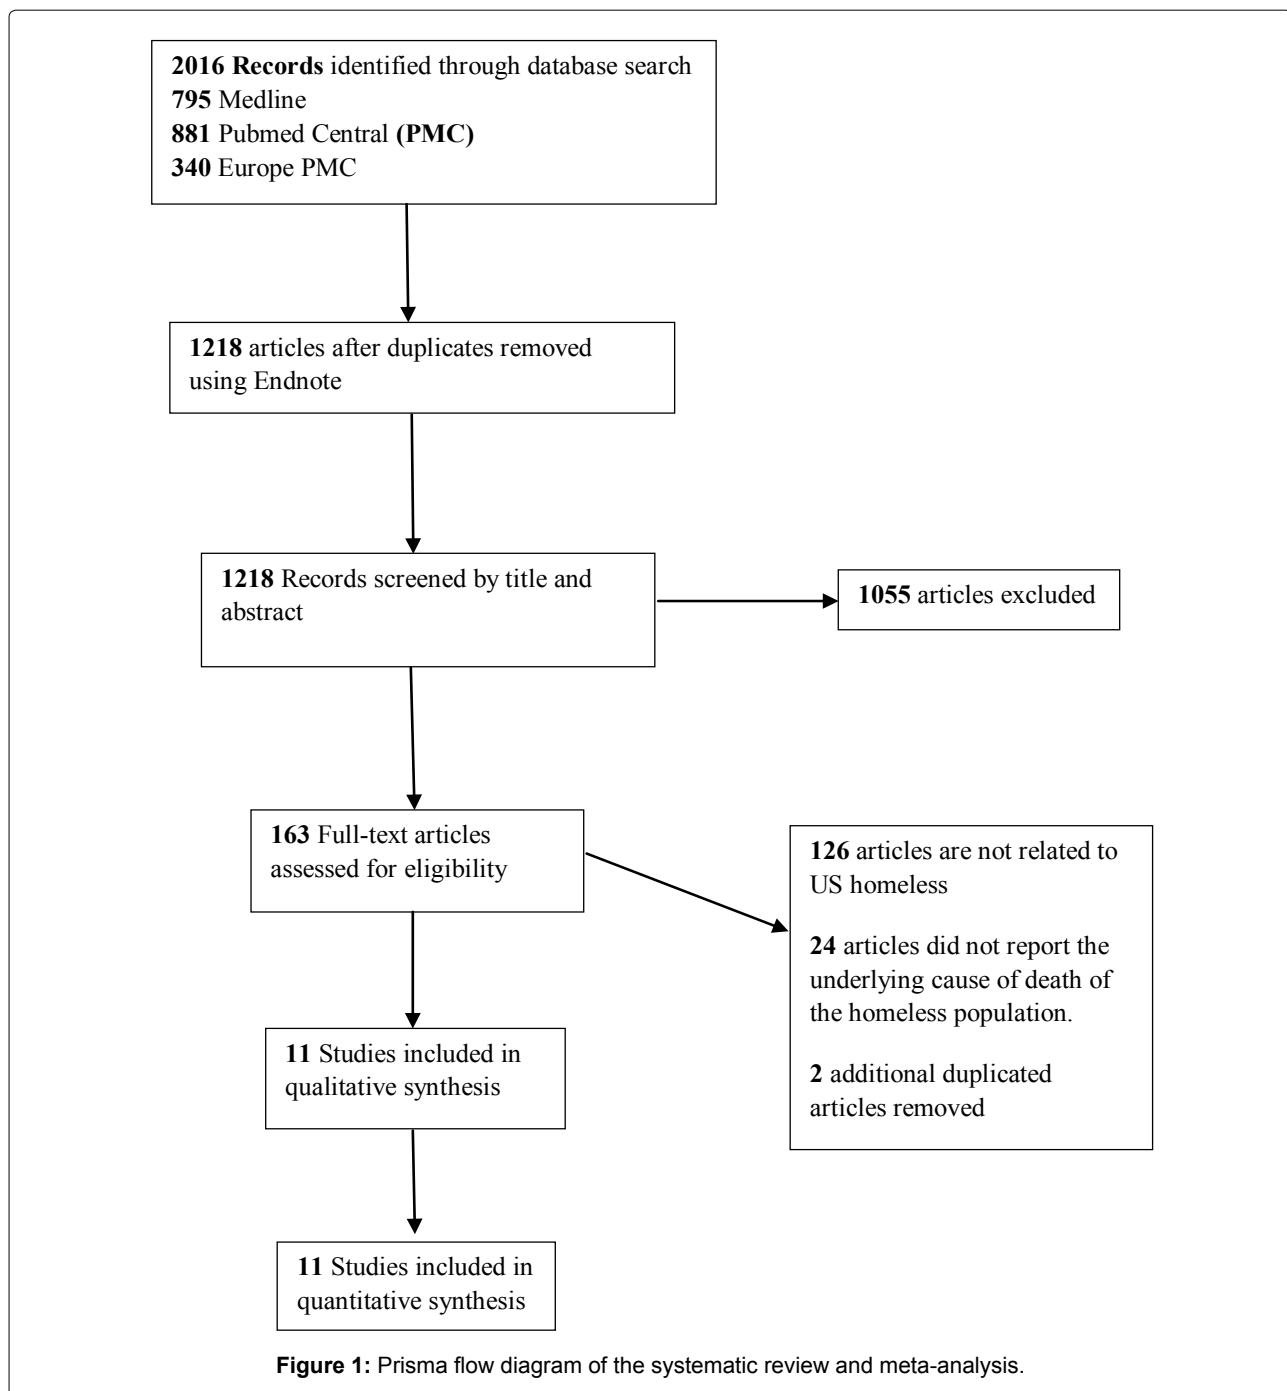 2016 Records identified through database search
795 Medline
881 Pubmed Central (PMC)
340 Europe PMC
1218 articles after duplicates removed
using Endnote
1218 Records screened by title and
abstract
1055 articles excluded
163 Full-text articles
assessed for eligibility
126 articles are not related to
US homeless
24 articles did not report the
underlying cause of death of
the homeless population.
2 additional duplicated
articles removed
11 Studies included in
qualitative synthesis
11 Studies included in
quantitative synthesis
Figure 1: Prisma flow diagram of the systematic review and meta-analysis.